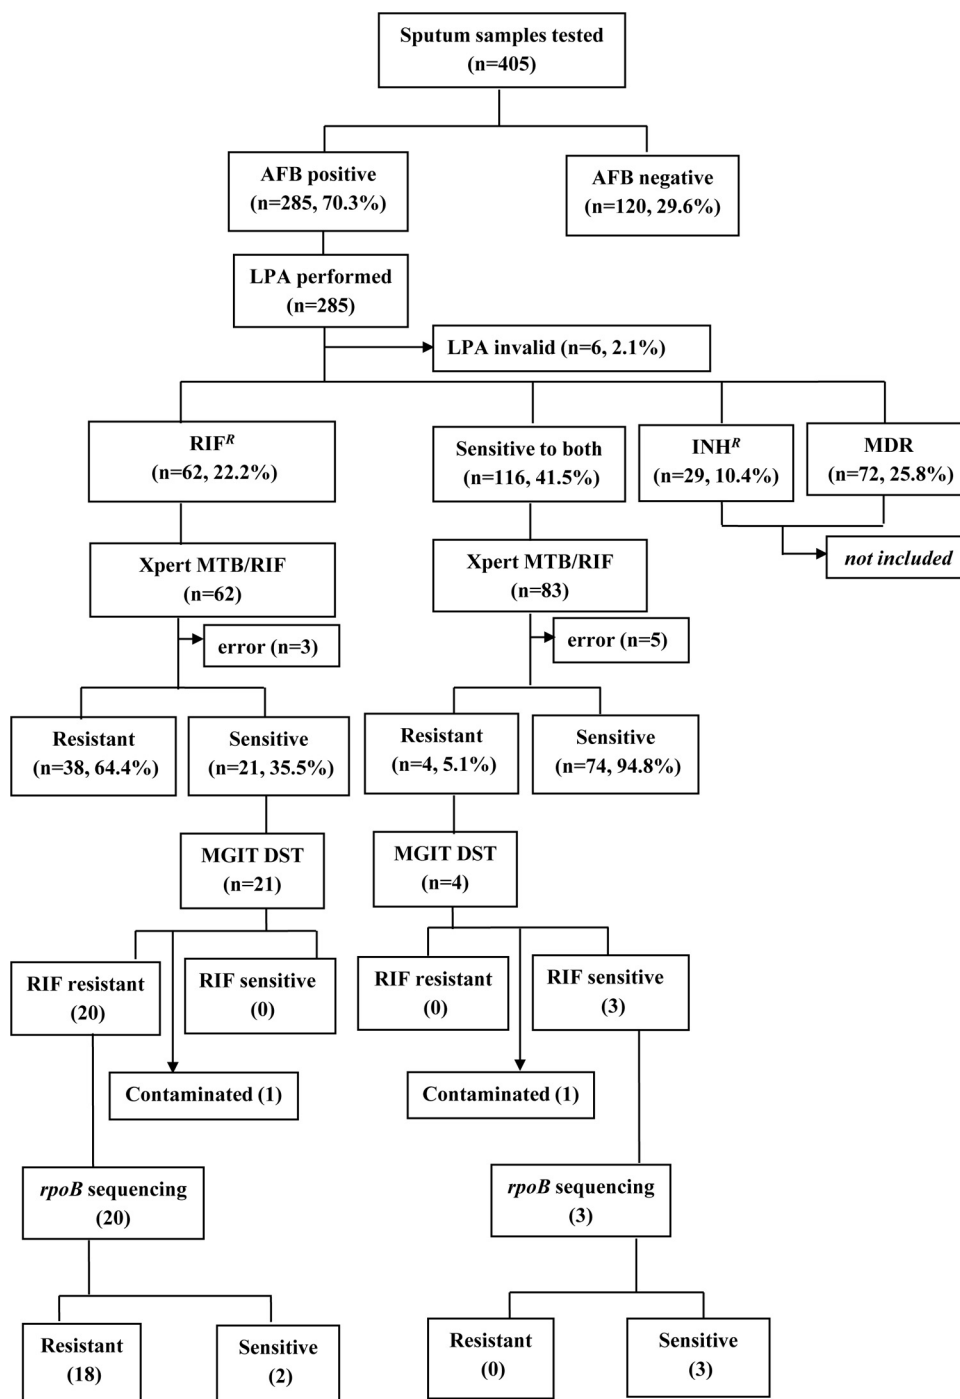 Sputum samples tested
(n=405)
AFB positive
(n=285, 70.3%)
AFB negative
(n=120, 29.6%)
LPA performed
(n=285)
LPA invalid (n=6, 2.1%)
RIFᴿ
(n=62, 22.2%)
Sensitive to both
(n=116, 41.5%)
INHᴿ
(n=29, 10.4%)
MDR
(n=72, 25.8%)
not included
Xpert MTB/RIF
(n=62)
Xpert MTB/RIF
(n=83)
error (n=3)
error (n=5)
Resistant
(n=38, 64.4%)
Sensitive
(n=21, 35.5%)
Resistant
(n=4, 5.1%)
Sensitive
(n=74, 94.8%)
MGIT DST
(n=21)
MGIT DST
(n=4)
RIF resistant
(20)
RIF sensitive
(0)
RIF resistant
(0)
RIF sensitive
(3)
Contaminated (1)
Contaminated (1)
rpoB sequencing
(20)
rpoB sequencing
(3)
Resistant
(18)
Sensitive
(2)
Resistant
(0)
Sensitive
(3)